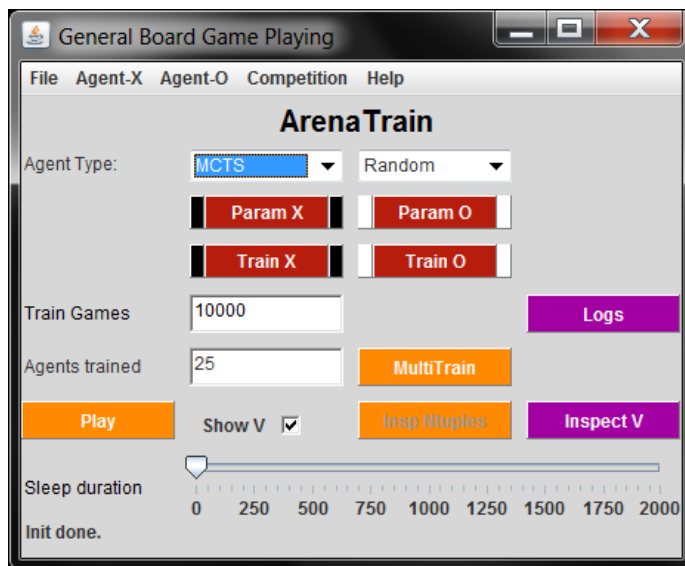 General Board Game Playing
File Agent-X Agent-O Competition Help
ArenaTrain
Agent Type: MCTS Random
Param X Param O
Train X Train O
Train Games 10000 Logs
Agents trained 25 MultiTrain
Play Show V Insp Ntuples Inspect V
Sleep duration
0 250 500 750 1000 1250 1500 1750 2000
Init done.